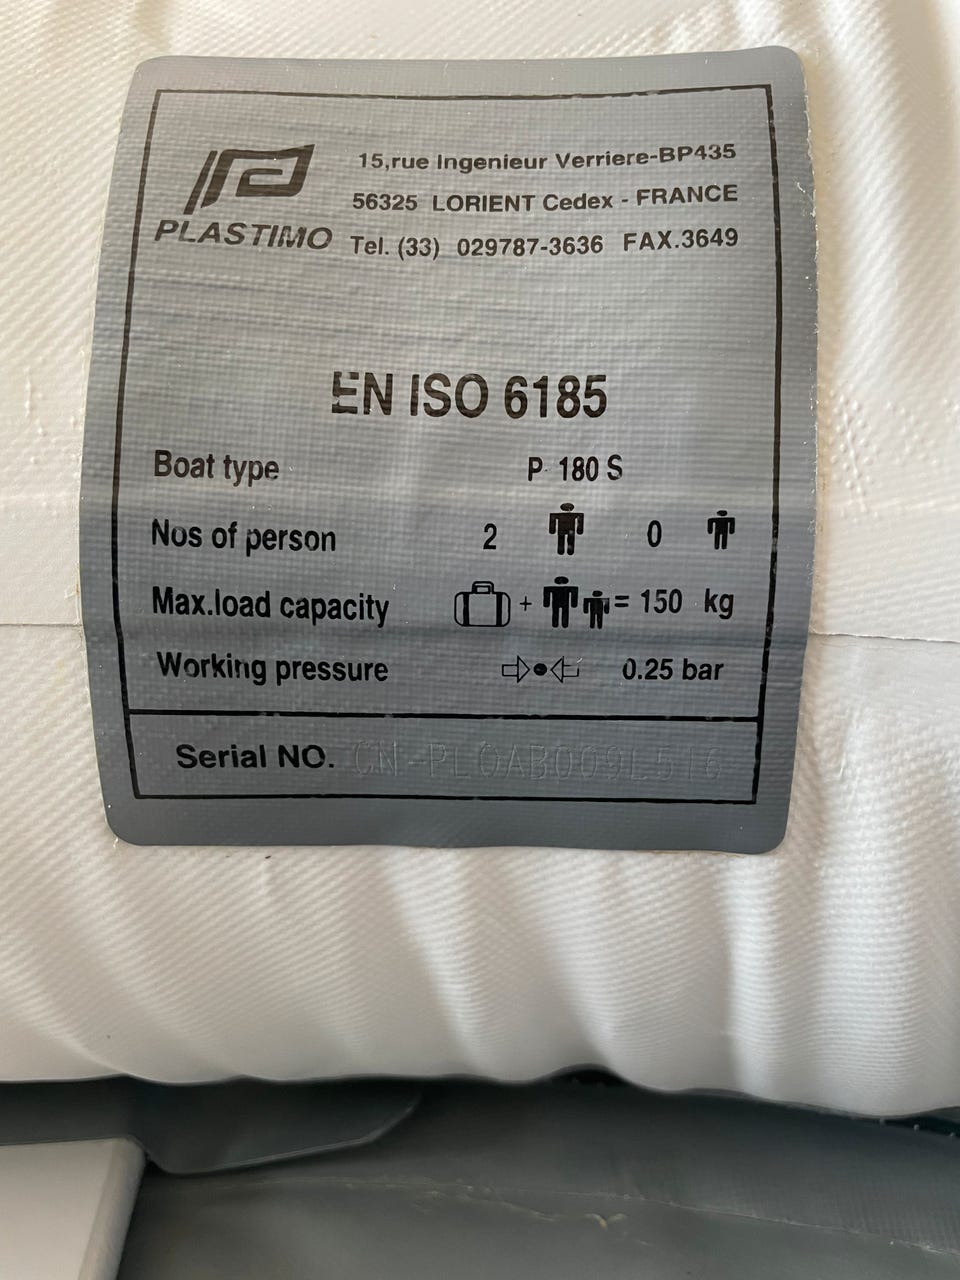 PLASTIMO
15,rue Ingenieur Verriere-BP435
56325 LORIENT Cedex - FRANCE
Tel. (33) 029787-3636 FAX.3649
EN ISO 6185
Boat type P 180 S
Nos of person 2 0
Max.load capacity + = 150 kg
Working pressure 0.25 bar
Serial NO.